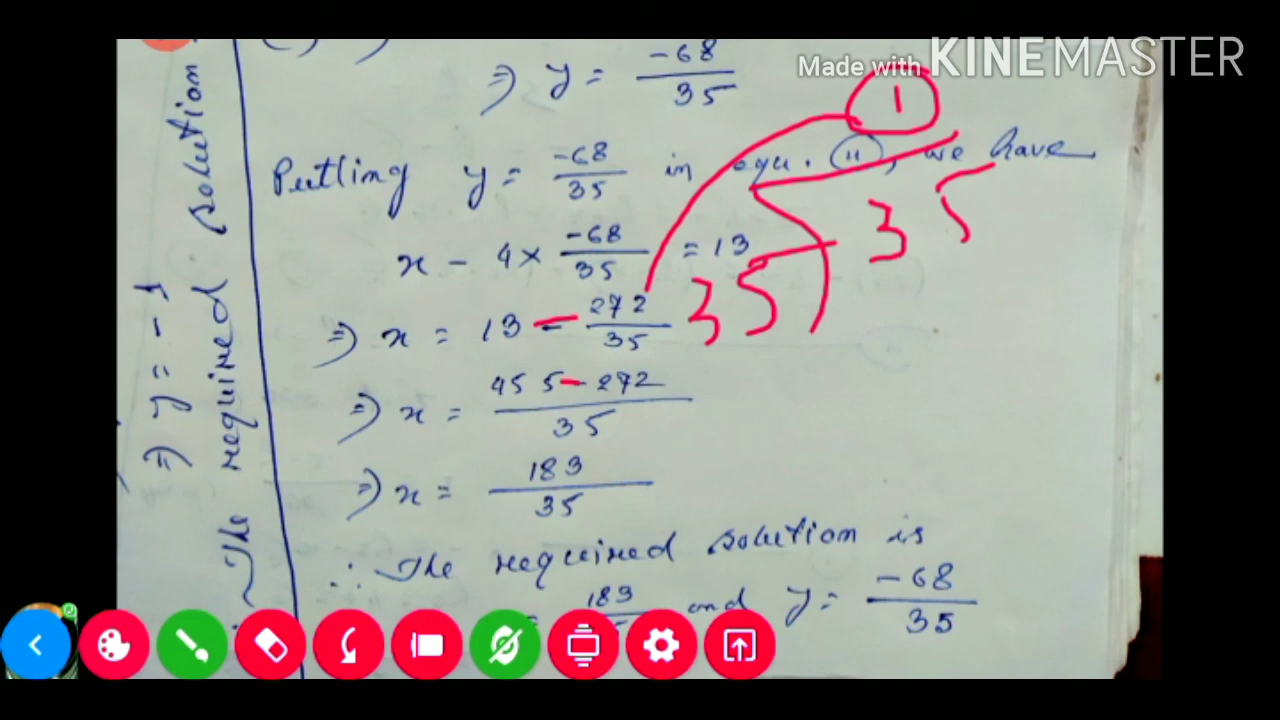 Made with KINEMASTER
⇒ y = -68/35
1
Putting y = -68/35 in equ. (ii), we have
x - 4 × -68/35 = 13
35
35
⇒ x = 13 - 272/35
⇒ x = 455 - 272/35
⇒ x = 183/35
∴ The required solution is
= 183/ and y = -68/35
⇒ y = -1
The required solution